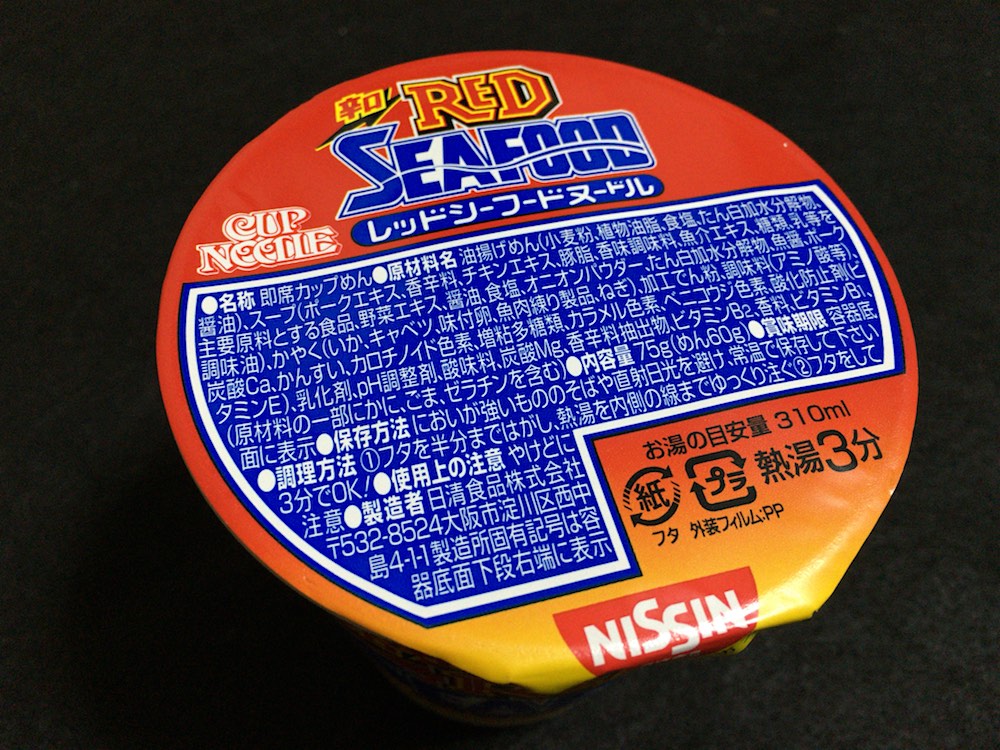 辛口
RED
SEAFOOD
レッドシーフードヌードル
CUP
NOODLE
●名称 即席カップめん●原材料名 油揚げめん(小麦粉、植物油脂、食塩、たん白加水分解物、
醤油)、スープ(ポークエキス、香辛料、チキンエキス、豚脂、香味調味料、魚介エキス、糖類、乳等を
主要原料とする食品、野菜エキス、醤油、食塩、オニオンパウダー、たん白加水分解物、魚醤、ポーク
調味油)、かやく(いか、キャベツ、味付卵、魚肉練り製品、ねぎ)、加工でん粉、調味料(アミノ酸等)、
炭酸Ca、かんすい、カロチノイド色素、増粘多糖類、カラメル色素、ベニコウジ色素、酸化防止剤(ビ
タミンE)、乳化剤、pH調整剤、酸味料、炭酸Mg、香辛料抽出物、ビタミンB₂、香料、ビタミンB₁、
(原材料の一部にかに、ごま、ゼラチンを含む)●内容量 75g(めん60g)●賞味期限 容器底
面に表示●保存方法 においが強いもののそばや直射日光を避け、常温で保存して下さい
●調理方法 ①フタを半分まではがし、熱湯を内側の線までゆっくり注ぐ②フタをして
3分でOK!●使用上の注意 やけどに
注意●製造者 日清食品株式会社
〒532-8524大阪市淀川区西中
島4-1-1製造所固有記号は容
器底面下段右端に表示
お湯の目安量 310ml
紙 プラ 熱湯3分
フタ 外装フィルム:PP
NISSIN